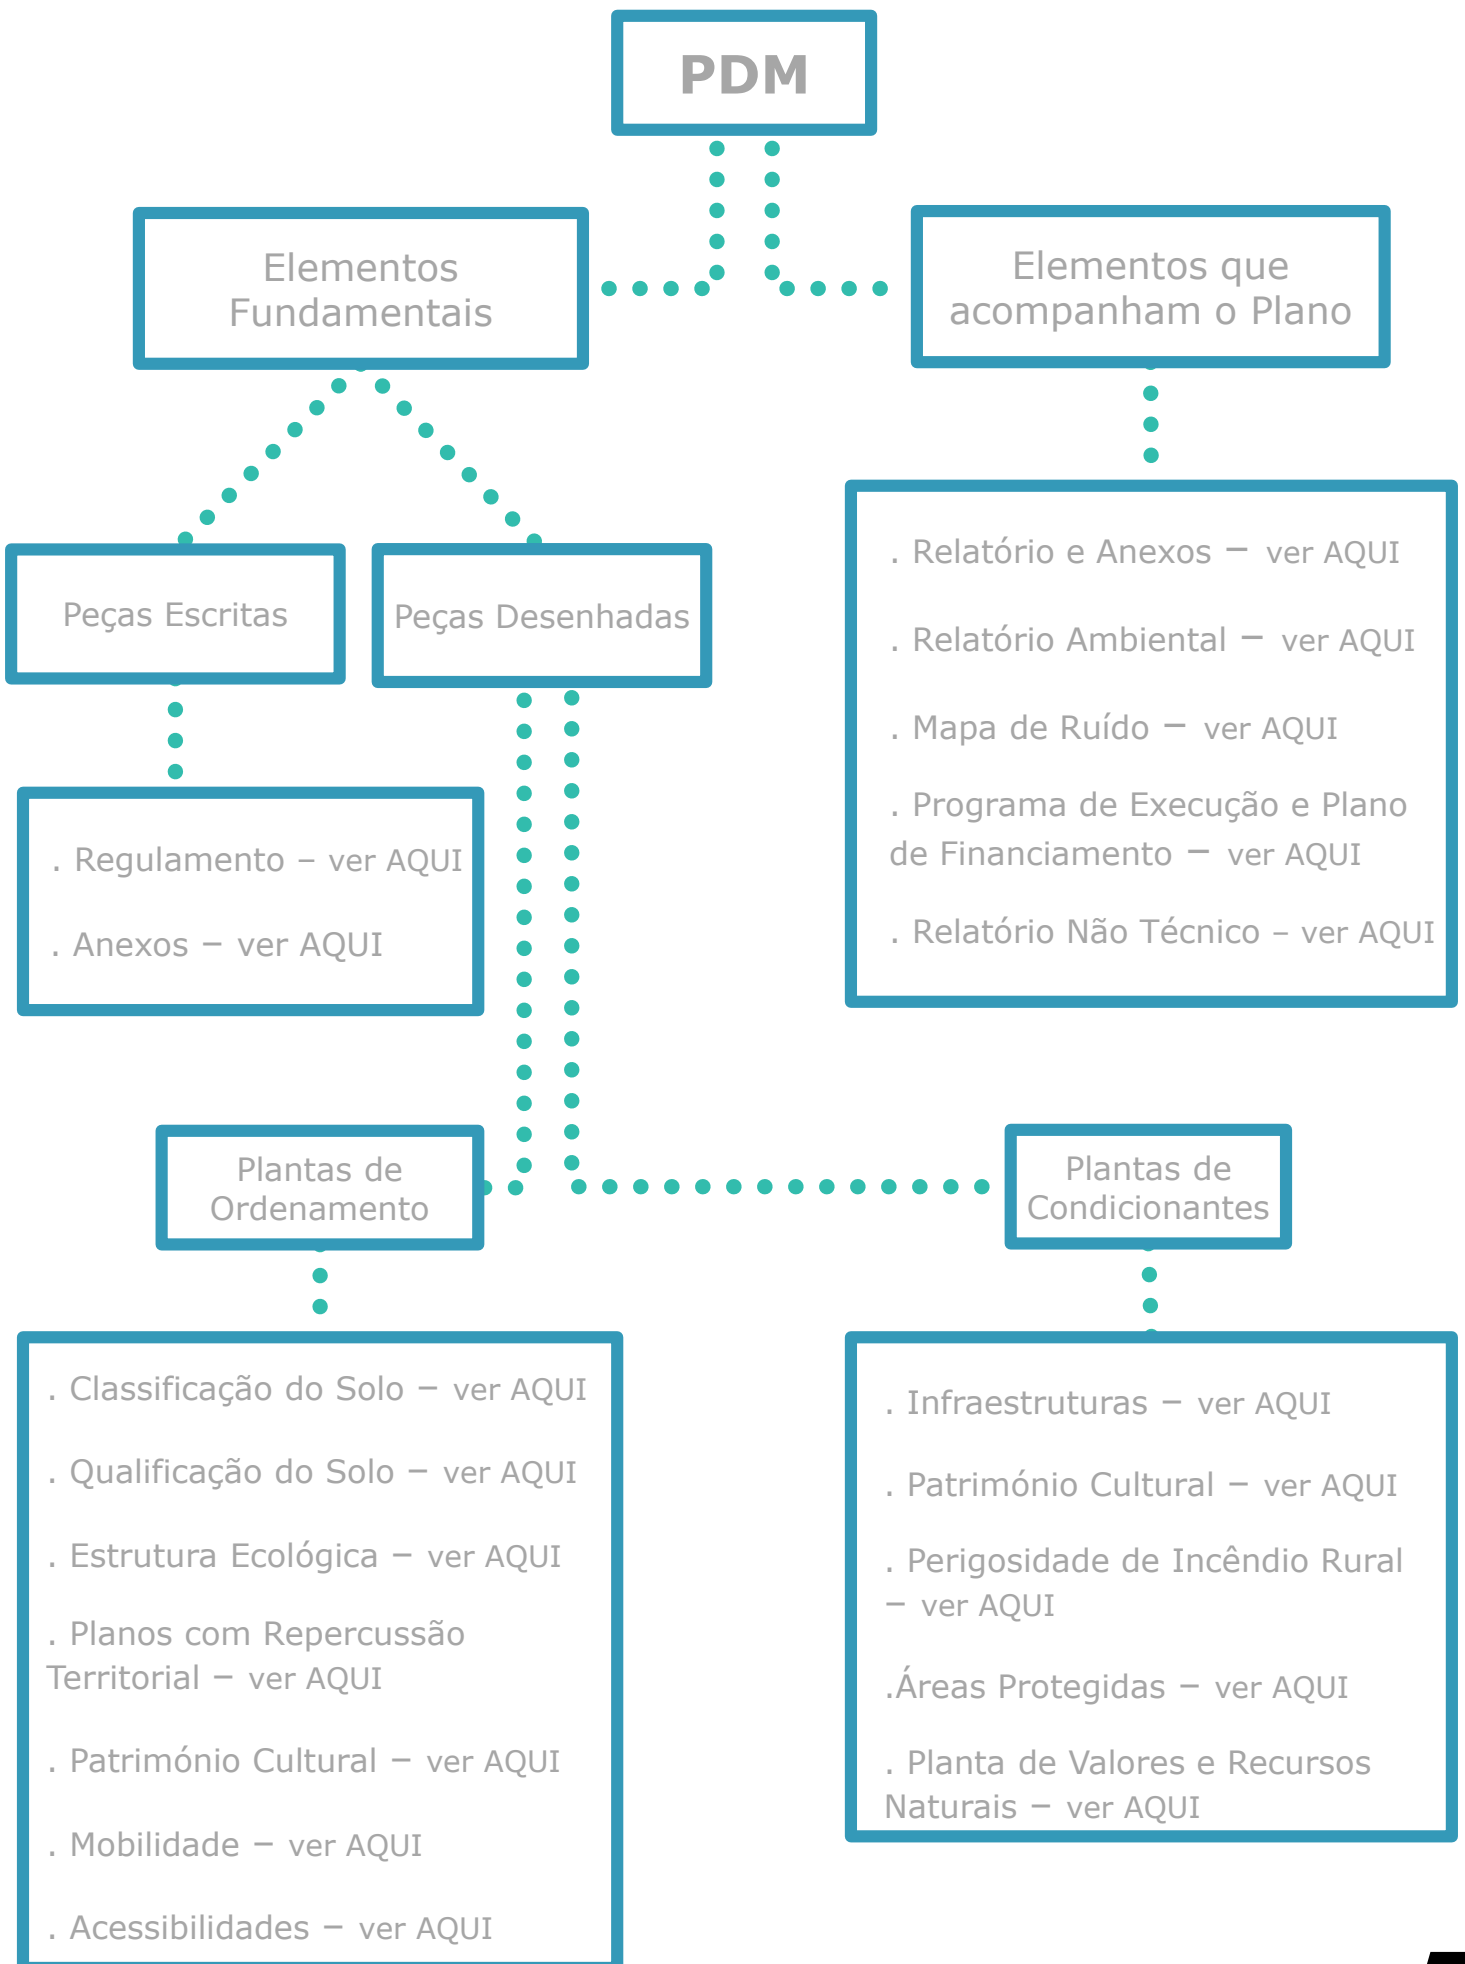 PDM
Elementos
Fundamentais
Elementos que
acompanham o Plano
Peças Escritas
Peças Desenhadas
. Relatório e Anexos – ver AQUI
. Relatório Ambiental – ver AQUI
. Mapa de Ruído – ver AQUI
. Programa de Execução e Plano
de Financiamento – ver AQUI
. Relatório Não Técnico – ver AQUI
. Regulamento – ver AQUI
. Anexos – ver AQUI
Plantas de
Ordenamento
Plantas de
Condicionantes
. Classificação do Solo – ver AQUI
. Qualificação do Solo – ver AQUI
. Estrutura Ecológica – ver AQUI
. Planos com Repercussão
Territorial – ver AQUI
. Património Cultural – ver AQUI
. Mobilidade – ver AQUI
. Acessibilidades – ver AQUI
. Infraestruturas – ver AQUI
. Património Cultural – ver AQUI
. Perigosidade de Incêndio Rural
– ver AQUI
.Áreas Protegidas – ver AQUI
. Planta de Valores e Recursos
Naturais – ver AQUI